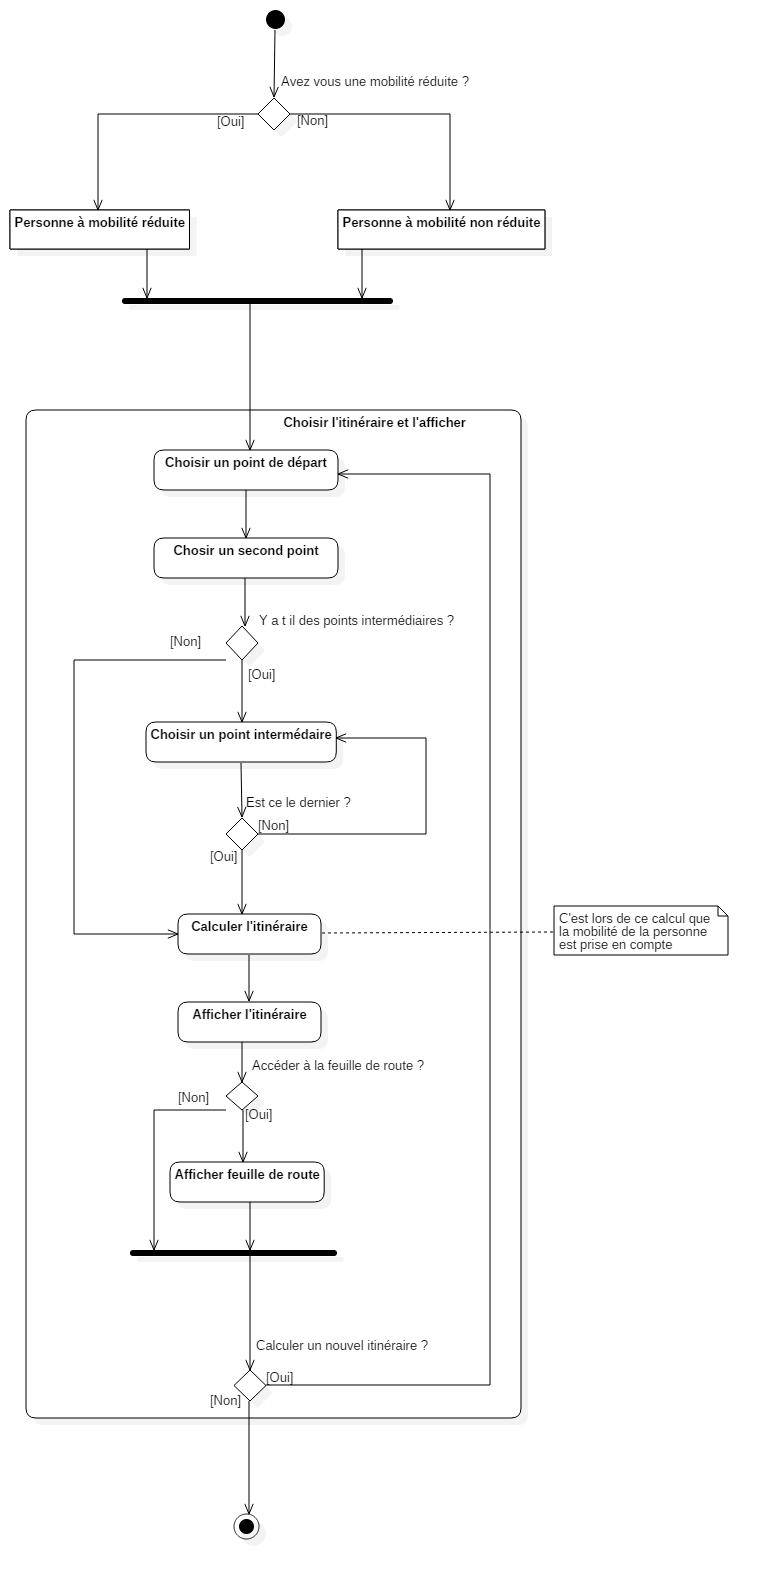 Avez vous une mobilité réduite ?
[Oui]
[Non]
Personne à mobilité réduite
Personne à mobilité non réduite
Choisir l'itinéraire et l'afficher
Choisir un point de départ
Chosir un second point
Y a t il des points intermédiaires ?
[Non]
[Oui]
Choisir un point intermédaire
Est ce le dernier ?
[Non]
[Oui]
Calculer l'itinéraire
C'est lors de ce calcul que
la mobilité de la personne
est prise en compte
Afficher l'itinéraire
Accéder à la feuille de route ?
[Non]
[Oui]
Afficher feuille de route
Calculer un nouvel itinéraire ?
[Oui]
[Non]